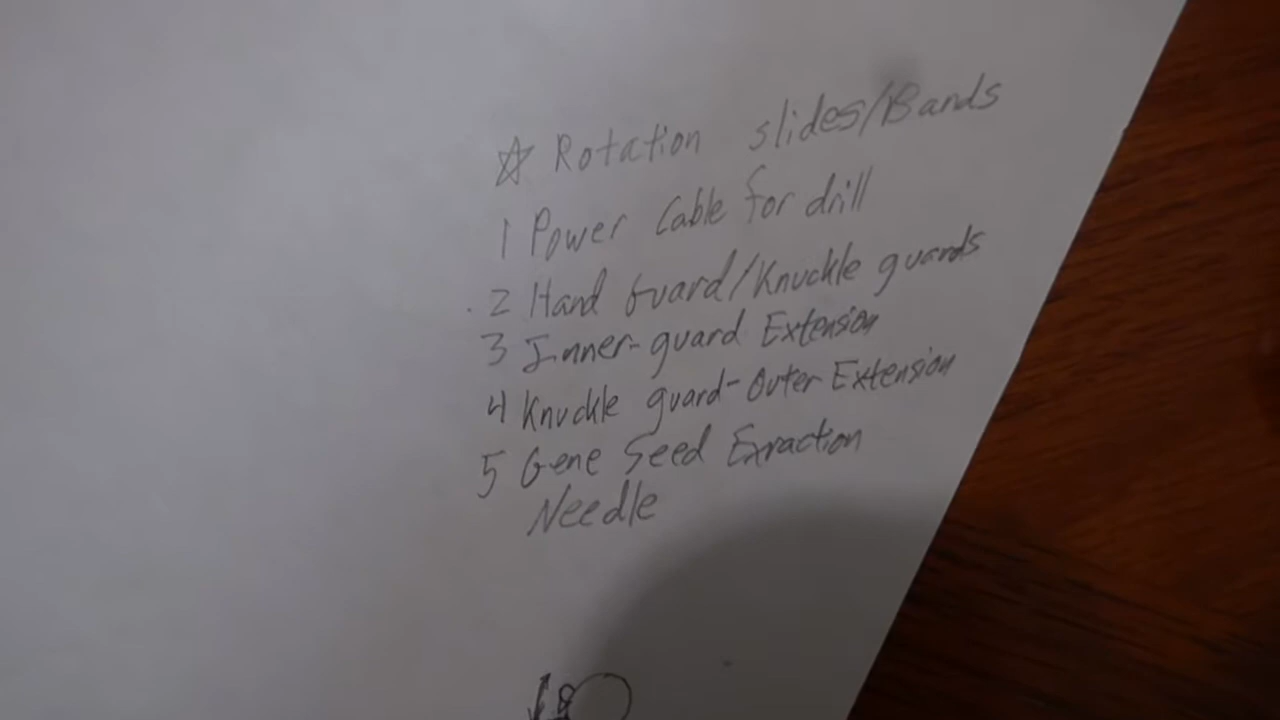 ☆ Rotation slides/Bands
1 Power Cable for drill
2 Hand Guard/Knuckle guards
3 Inner-guard Extension
4 Knuckle guard-Outer Extension
5 Gene Seed Exraction
Needle